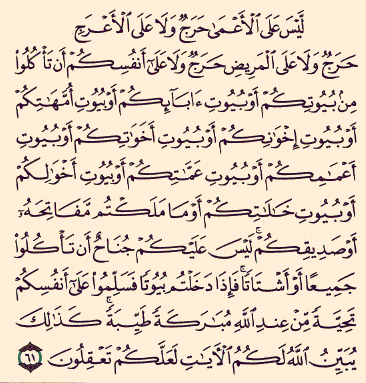 لَّيْسَ عَلَى ٱلْأَعْمَىٰ حَرَجٌ وَلَا عَلَى ٱلْأَعْرَجِ
حَرَجٌ وَلَا عَلَى ٱلْمَرِيضِ حَرَجٌ وَلَا عَلَىٰٓ أَنفُسِكُمْ أَن تَأْكُلُوا۟
مِنۢ بُيُوتِكُمْ أَوْ بُيُوتِ ءَابَآئِكُمْ أَوْ بُيُوتِ أُمَّهَٰتِكُمْ
أَوْ بُيُوتِ إِخْوَٰنِكُمْ أَوْ بُيُوتِ أَخَوَٰتِكُمْ أَوْ بُيُوتِ
أَعْمَٰمِكُمْ أَوْ بُيُوتِ عَمَّٰتِكُمْ أَوْ بُيُوتِ أَخْوَٰلِكُمْ
أَوْ بُيُوتِ خَٰلَٰتِكُمْ أَوْ مَا مَلَكْتُم مَّفَاتِحَهُۥٓ
أَوْ صَدِيقِكُمْ ۚ لَيْسَ عَلَيْكُمْ جُنَاحٌ أَن تَأْكُلُوا۟
جَمِيعًا أَوْ أَشْتَاتًا ۚ فَإِذَا دَخَلْتُم بُيُوتًا فَسَلِّمُوا۟ عَلَىٰٓ أَنفُسِكُمْ
تَحِيَّةً مِّنْ عِندِ ٱللَّهِ مُبَٰرَكَةً طَيِّبَةً ۚ كَذَٰلِكَ
يُبَيِّنُ ٱللَّهُ لَكُمُ ٱلْءَايَٰتِ لَعَلَّكُمْ تَعْقِلُونَ ٦١